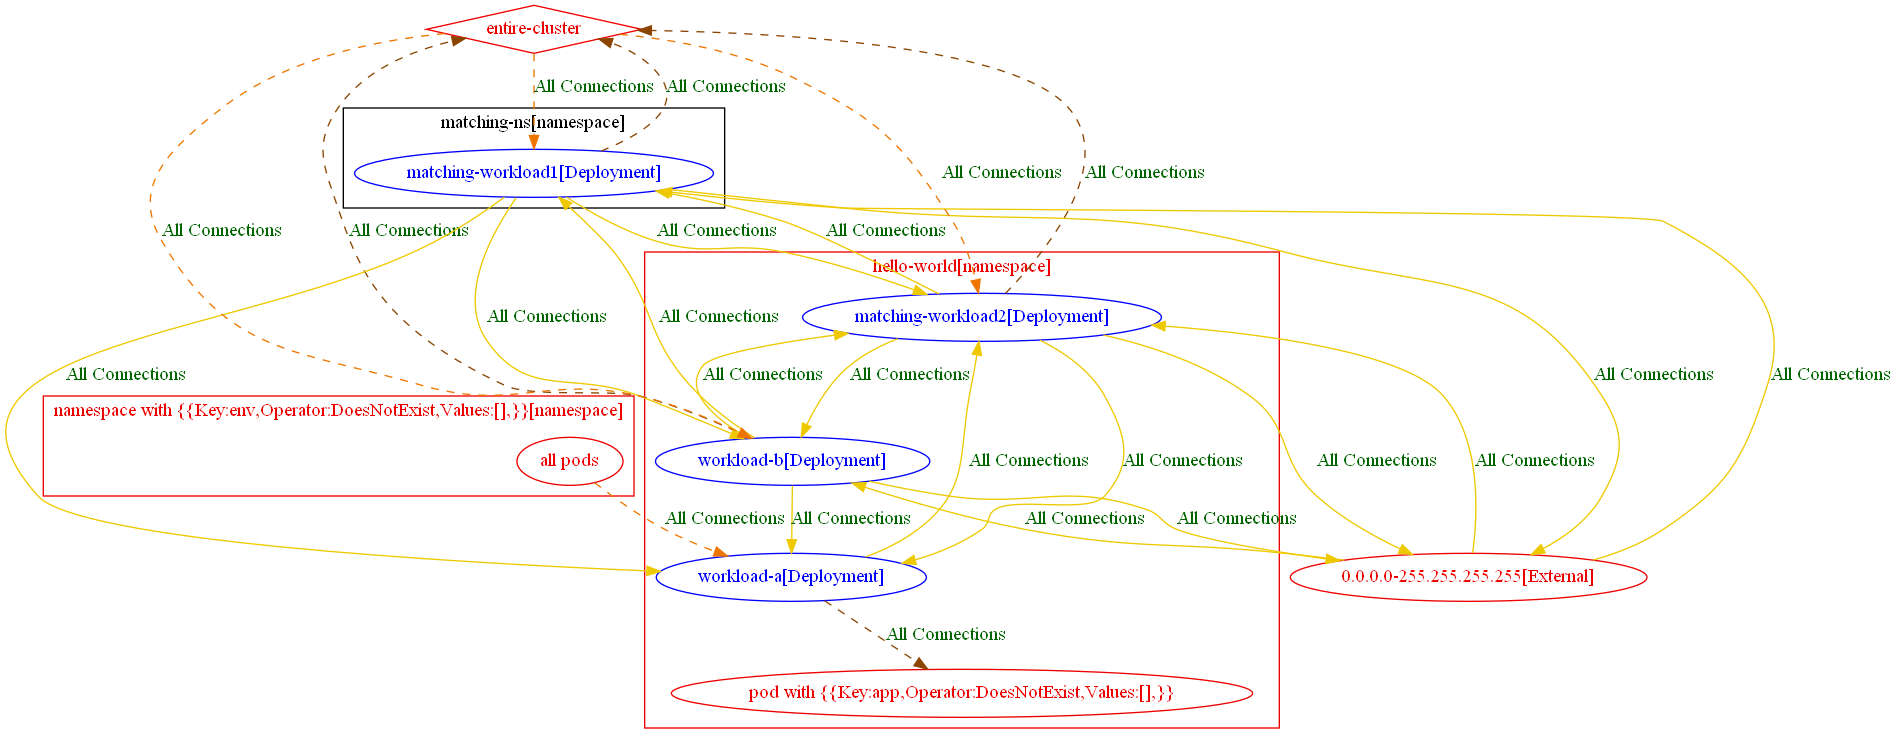 entire-cluster
All Connections
All Connections
matching-ns[namespace]
matching-workload1[Deployment]
All Connections
All Connections
All Connections
All Connections
All Connections
All Connections
hello-world[namespace]
matching-workload2[Deployment]
All Connections
All Connections
All Connections
All Connections
All Connections
All Connections
All Connections
namespace with {{Key:env,Operator:DoesNotExist,Values:[],}}[namespace]
all pods
workload-b[Deployment]
All Connections
All Connections
All Connections
All Connections
All Connections
All Connections
All Connections
All Connections
workload-a[Deployment]
0.0.0.0-255.255.255.255[External]
All Connections
pod with {{Key:app,Operator:DoesNotExist,Values:[],}}